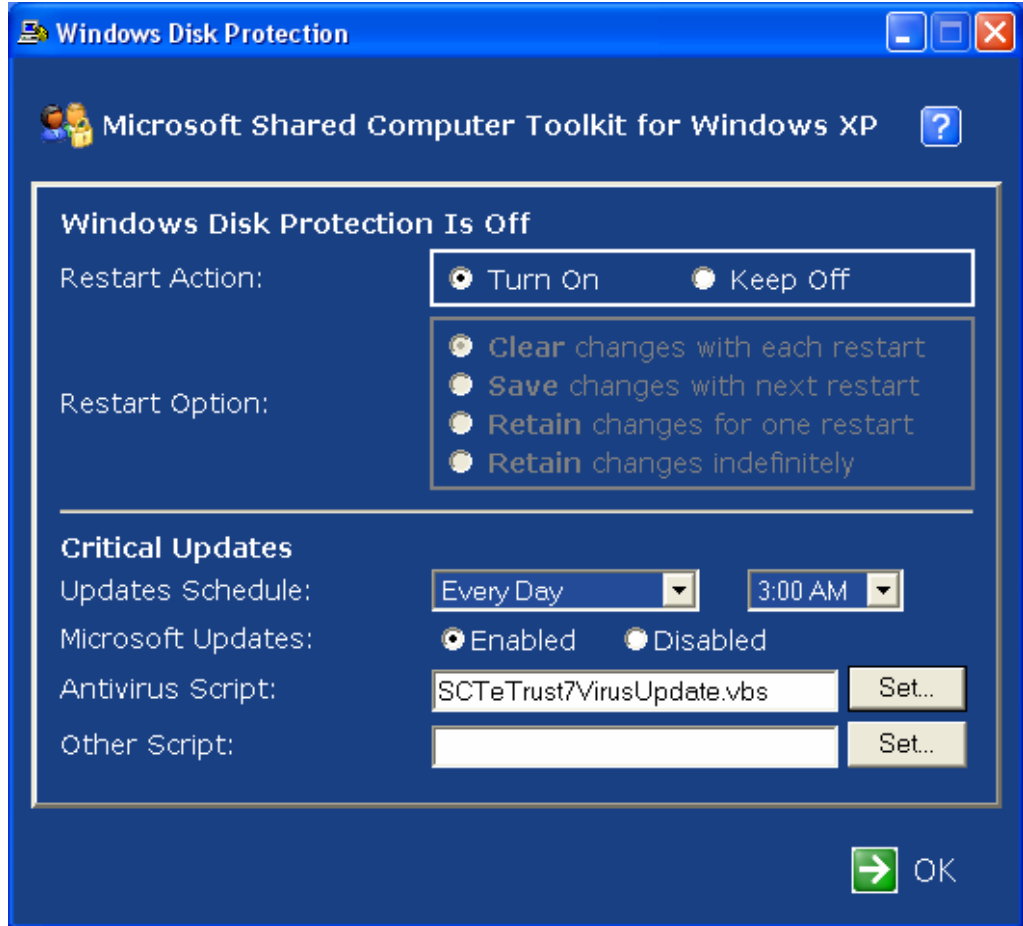 Windows Disk Protection
Microsoft Shared Computer Toolkit for Windows XP
?
Windows Disk Protection Is Off
Restart Action: Turn On Keep Off
Clear changes with each restart
Save changes with next restart
Restart Option:
Retain changes for one restart
Retain changes indefinitely
Critical Updates
Updates Schedule: Every Day 3:00 AM
Microsoft Updates: Enabled Disabled
Antivirus Script: SCTeTrust7VirusUpdate.vbs Set...
Other Script: Set...
OK